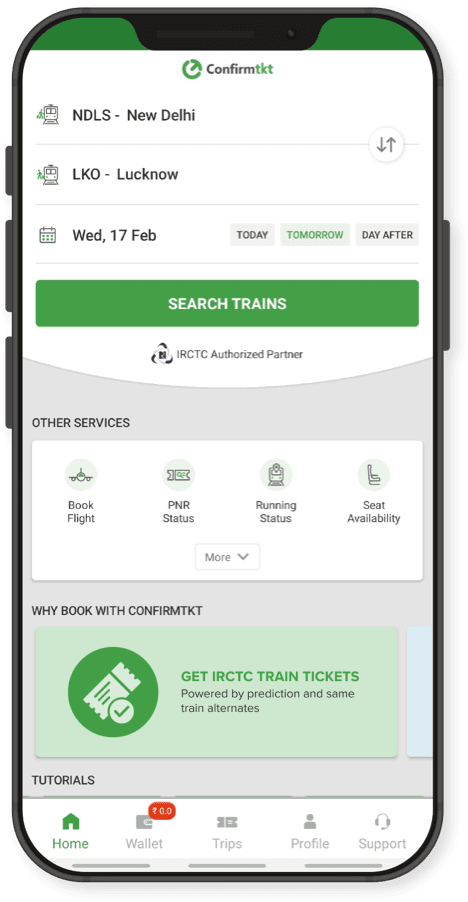 Confirmtkt
NDLS - New Delhi
LKO - Lucknow
Wed, 17 Feb
TODAY
TOMORROW
DAY AFTER
SEARCH TRAINS
IRCTC Authorized Partner
OTHER SERVICES
Book
Flight
PNR
Status
Running
Status
Seat
Availability
More
WHY BOOK WITH CONFIRMTKT
GET IRCTC TRAIN TICKETS
Powered by prediction and same
train alternates
TUTORIALS
₹ 0.0
Home
Wallet
Trips
Profile
Support